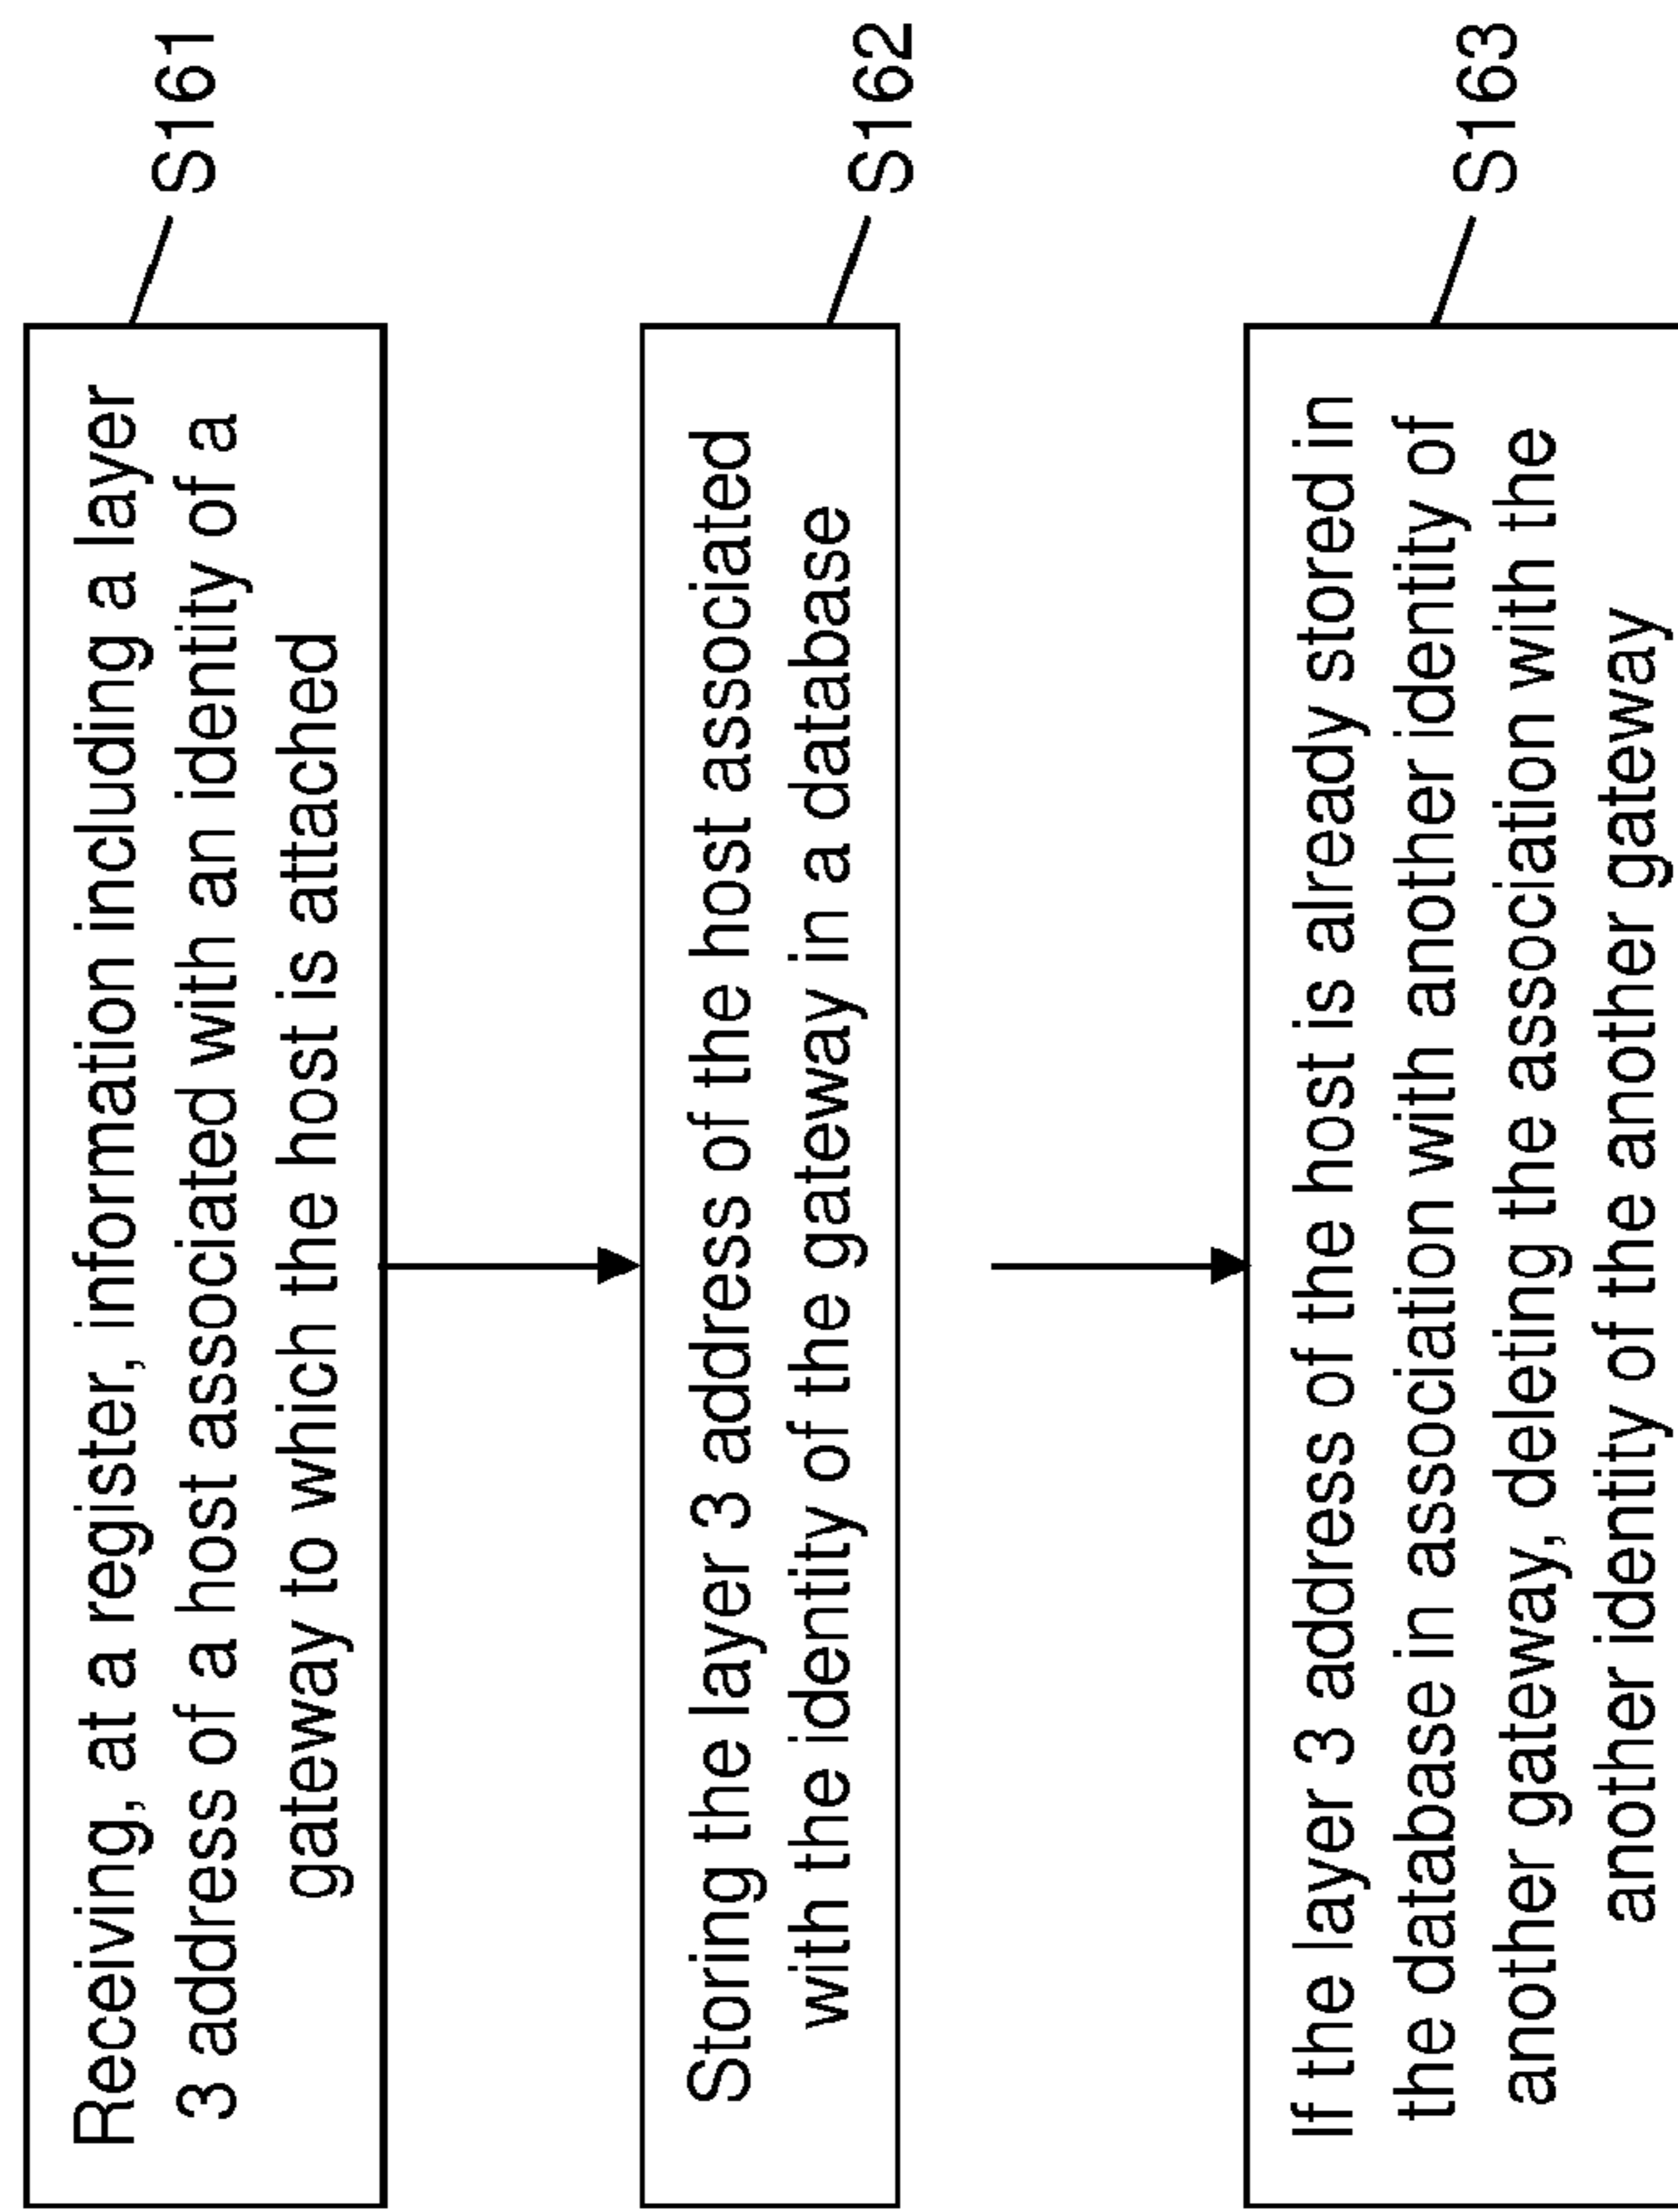 Receiving, at a register, information including a layer
3 address of a host associated with an identity of a
gateway to which the host is attached
S161
Storing the layer 3 address of the host associated
with the identity of the gateway in a database
S162
If the layer 3 address of the host is already stored in
the database in association with another identity of
another gateway, deleting the association with the
another identity of the another gateway
S163